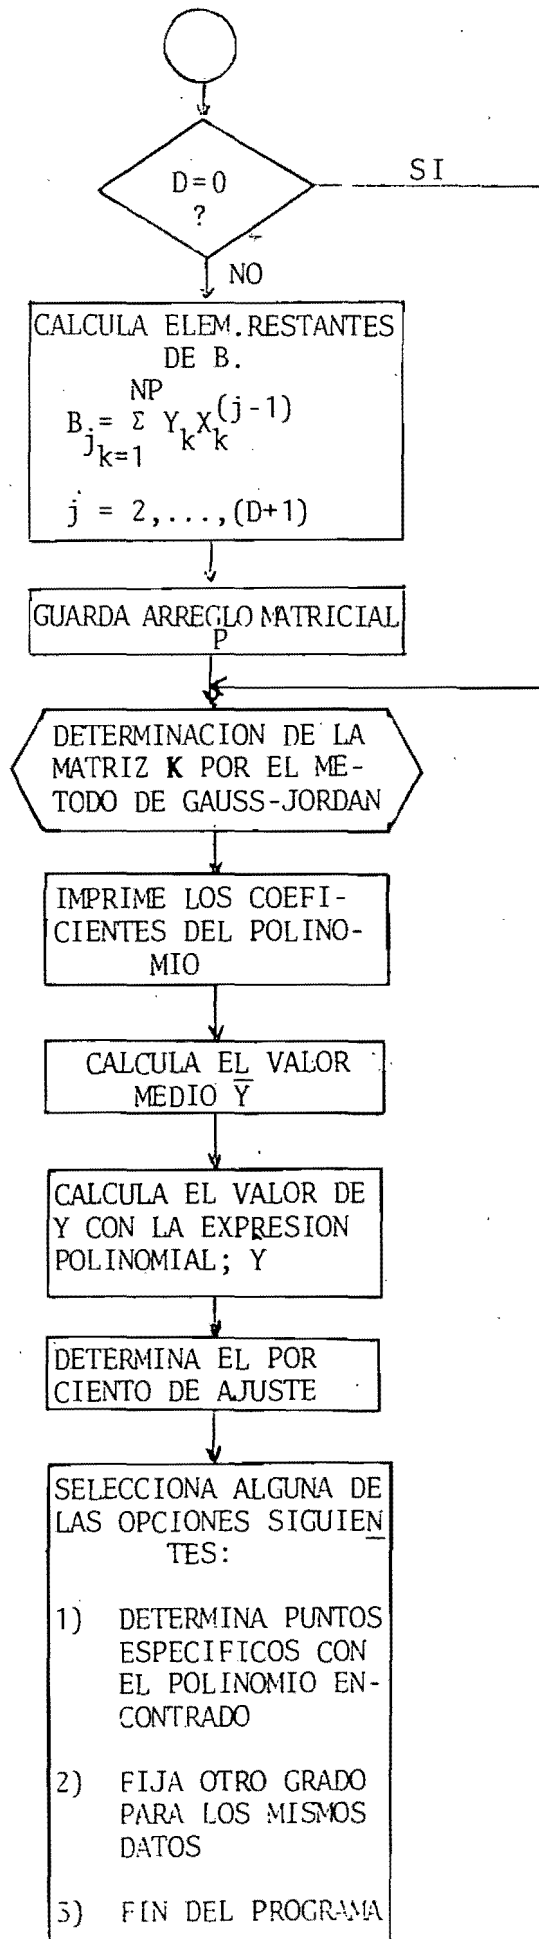 D=0
?
SI
NO
CALCULA ELEM.RESTANTES
DE B.
NP
B_j = Σ Y_k X_k^(j-1)
k=1
j = 2,...,(D+1)
GUARDA ARREGLO MATRICIAL
P
DETERMINACION DE LA
MATRIZ K POR EL ME-
TODO DE GAUSS-JORDAN
IMPRIME LOS COEFI-
CIENTES DEL POLINO-
MIO
CALCULA EL VALOR
MEDIO Y̅
CALCULA EL VALOR DE
Y CON LA EXPRESION
POLINOMIAL; Ŷ
DETERMINA EL POR
CIENTO DE AJUSTE
SELECCIONA ALGUNA DE
LAS OPCIONES SIGUIEN
TES:
1) DETERMINA PUNTOS
ESPECIFICOS CON
EL POLINOMIO EN-
CONTRADO
2) FIJA OTRO GRADO
PARA LOS MISMOS
DATOS
3) FIN DEL PROGRAMA